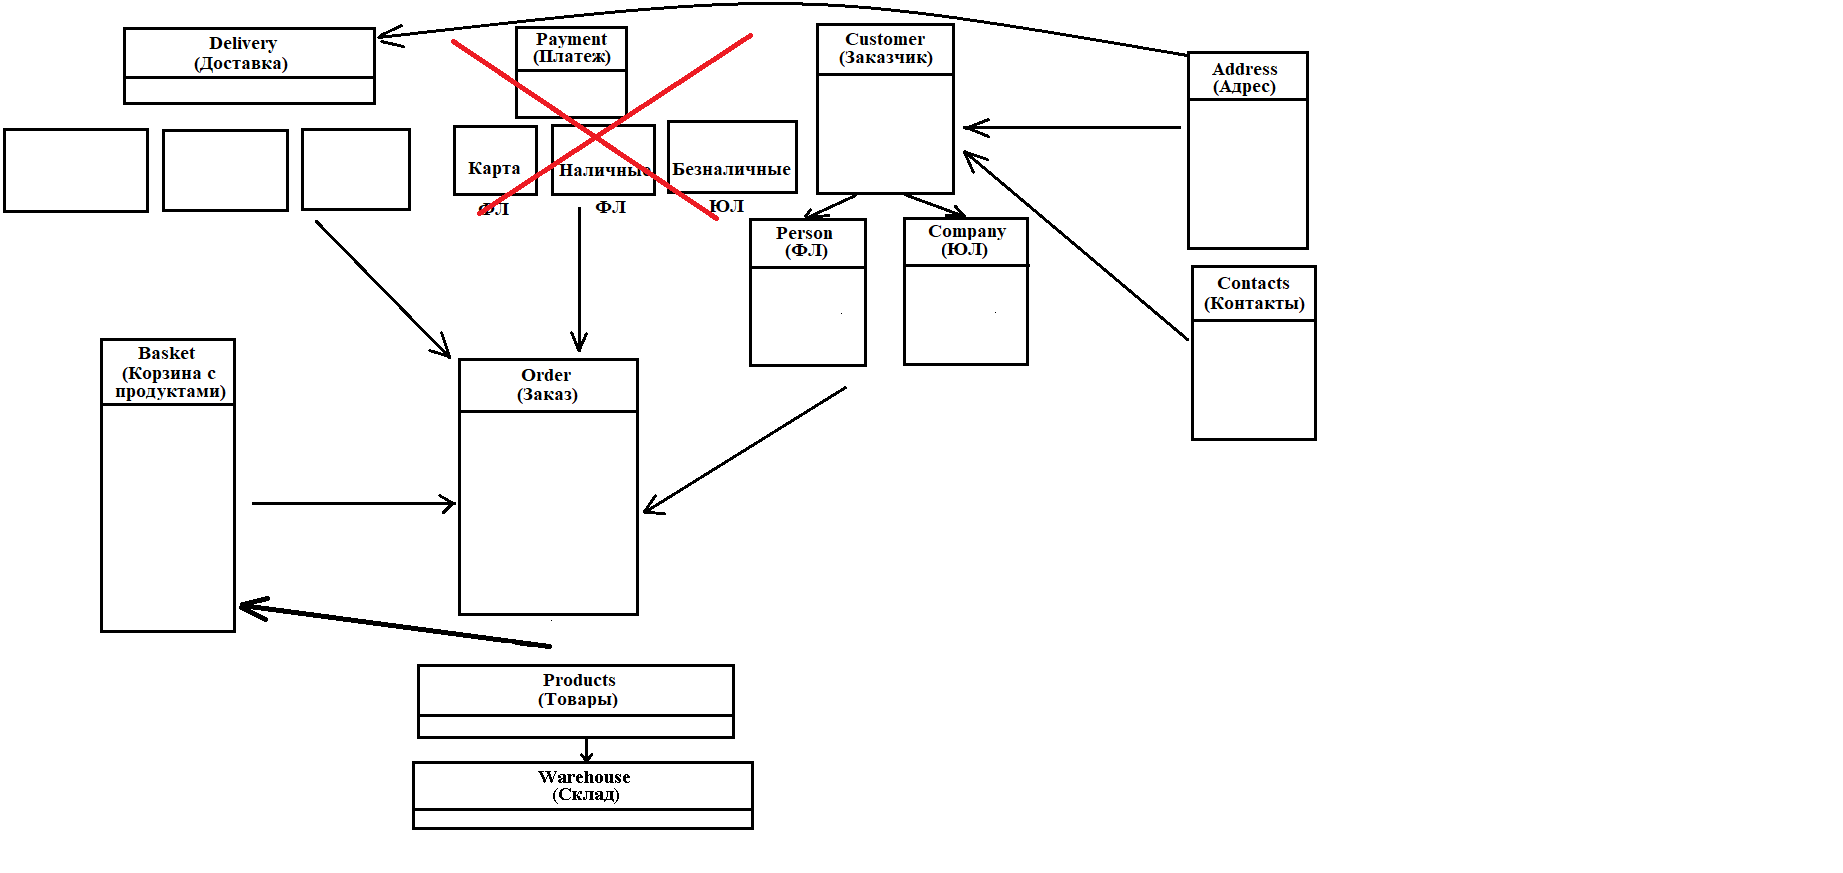 Delivery
(Доставка)
Payment
(Платеж)
Карта
ФЛ
Наличные
ФЛ
Безналичные
ЮЛ
Customer
(Заказчик)
Person
(ФЛ)
Company
(ЮЛ)
Address
(Адрес)
Contacts
(Контакты)
Basket
(Корзина с
продуктами)
Order
(Заказ)
Products
(Товары)
Warehouse
(Склад)